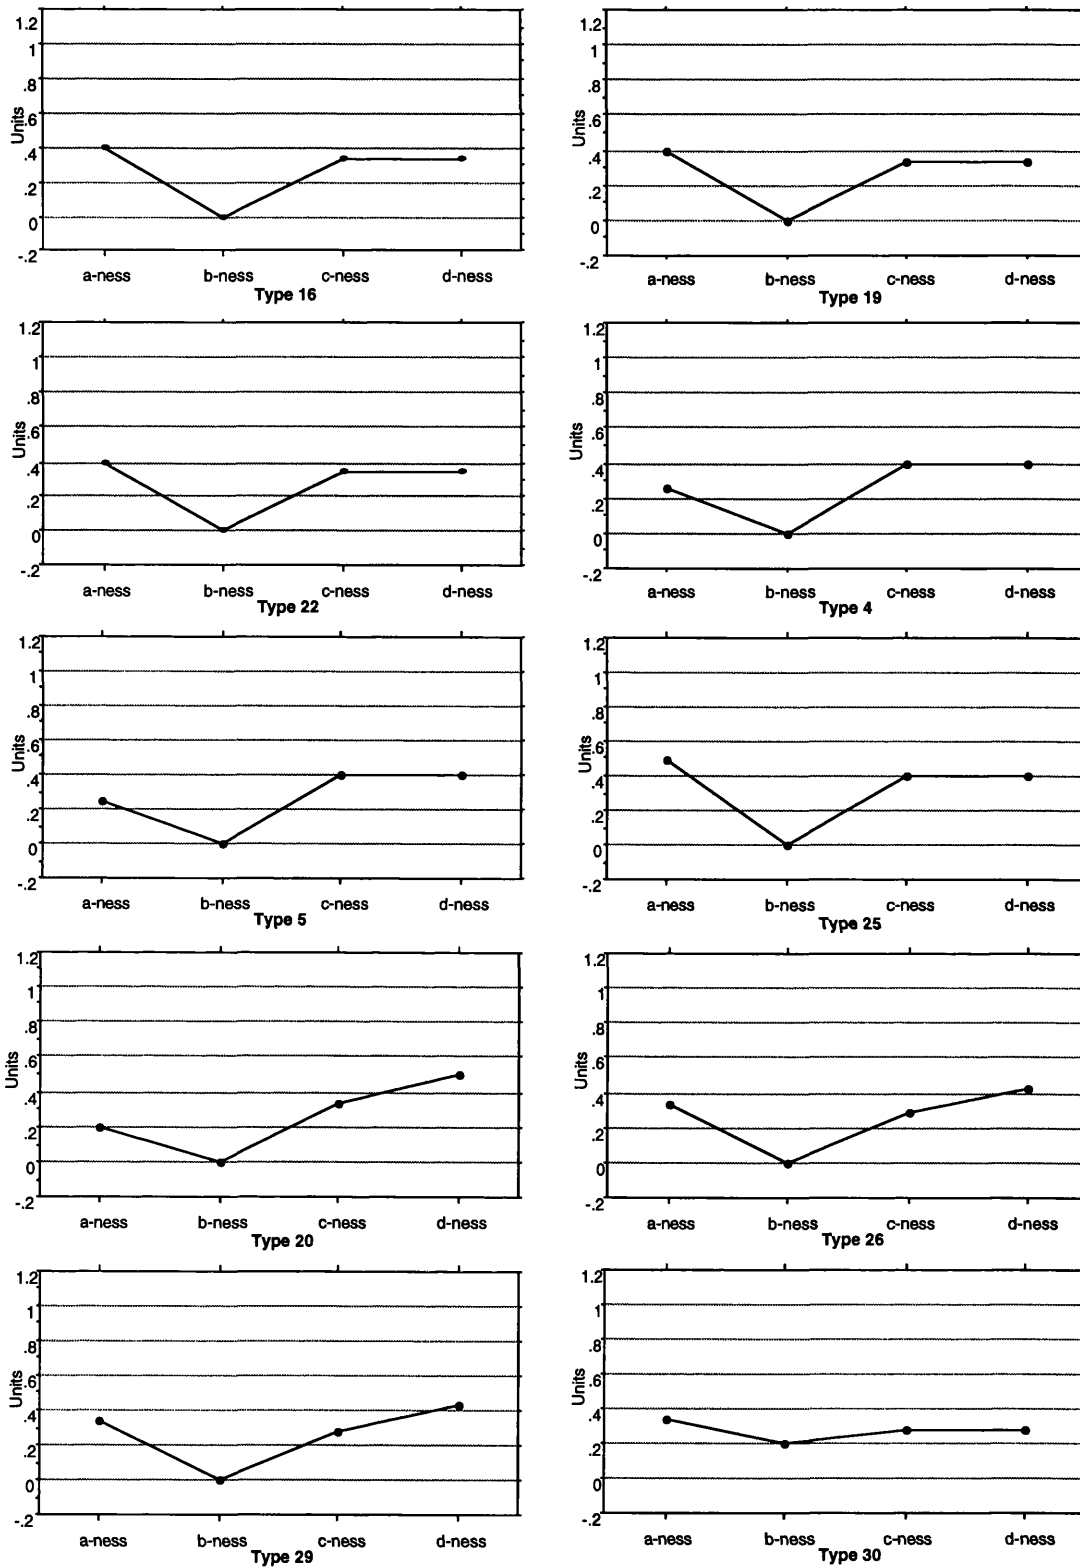 1.2
1
.8
.6
.4
.2
0
-.2
Units
a-ness b-ness c-ness d-ness
Type 16
1.2
1
.8
.6
.4
.2
0
-.2
Units
a-ness b-ness c-ness d-ness
Type 19
1.2
1
.8
.6
.4
.2
0
-.2
Units
a-ness b-ness c-ness d-ness
Type 22
1.2
1
.8
.6
.4
.2
0
-.2
Units
a-ness b-ness c-ness d-ness
Type 4
1.2
1
.8
.6
.4
.2
0
-.2
Units
a-ness b-ness c-ness d-ness
Type 5
1.2
1
.8
.6
.4
.2
0
-.2
Units
a-ness b-ness c-ness d-ness
Type 25
1.2
1
.8
.6
.4
.2
0
-.2
Units
a-ness b-ness c-ness d-ness
Type 20
1.2
1
.8
.6
.4
.2
0
-.2
Units
a-ness b-ness c-ness d-ness
Type 26
1.2
1
.8
.6
.4
.2
0
-.2
Units
a-ness b-ness c-ness d-ness
Type 29
1.2
1
.8
.6
.4
.2
0
-.2
Units
a-ness b-ness c-ness d-ness
Type 30